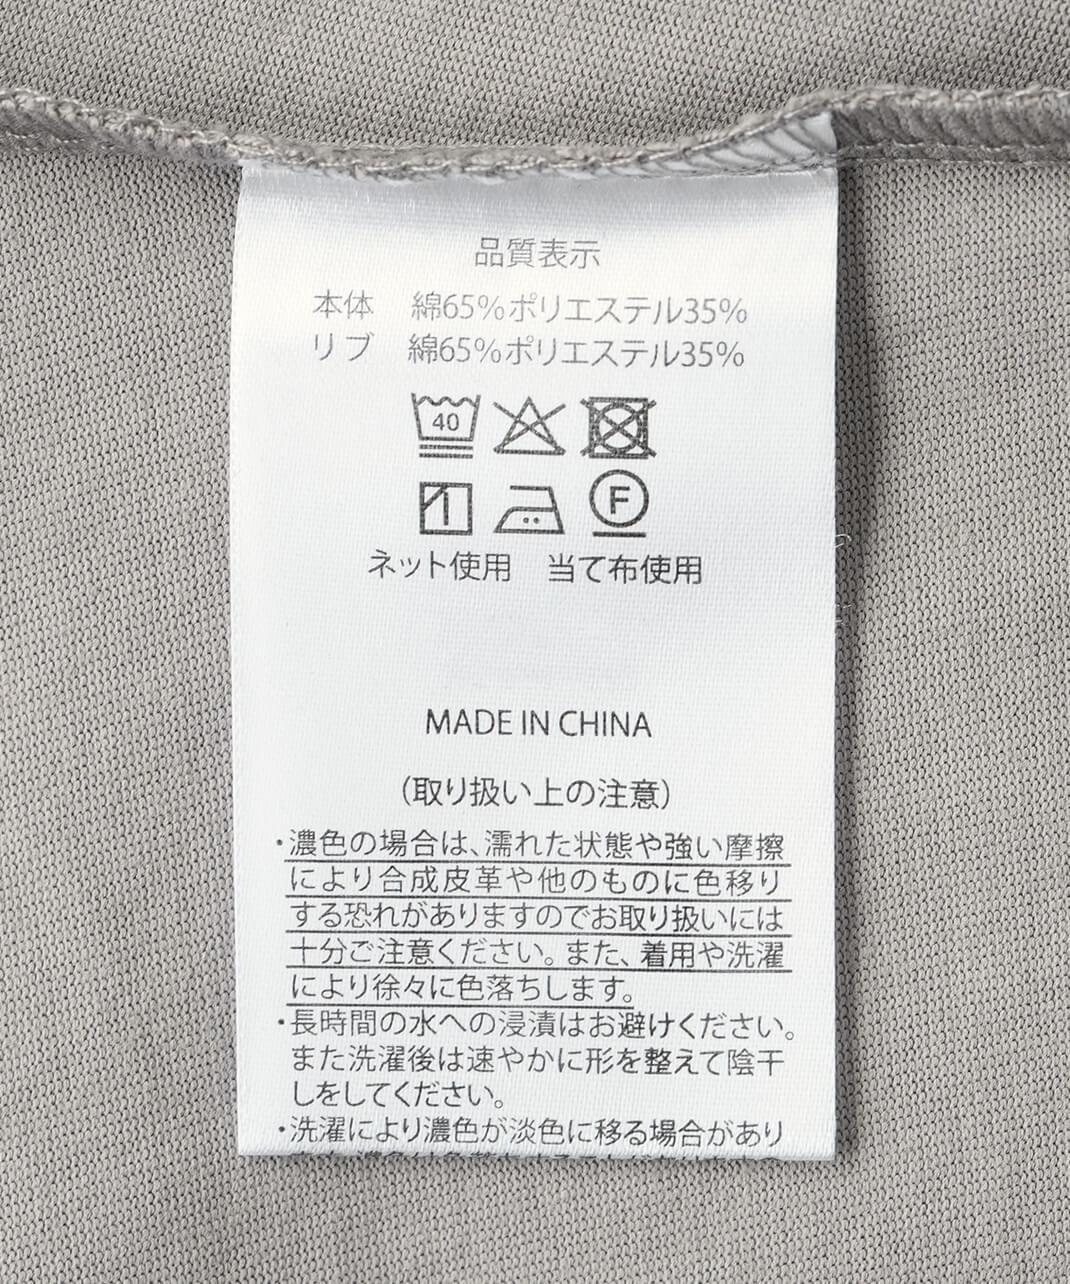 品質表示
本体 綿65%ポリエステル35%
リブ 綿65%ポリエステル35%
40
F
ネット使用 当て布使用
MADE IN CHINA
(取り扱い上の注意)
・濃色の場合は、濡れた状態や強い摩擦
により合成皮革や他のものに色移り
する恐れがありますのでお取り扱いには
十分ご注意ください。また、着用や洗濯
により徐々に色落ちします。
・長時間の水への浸漬はお避けください。
また洗濯後は速やかに形を整えて陰干
しをしてください。
・洗濯により濃色が淡色に移る場合があり